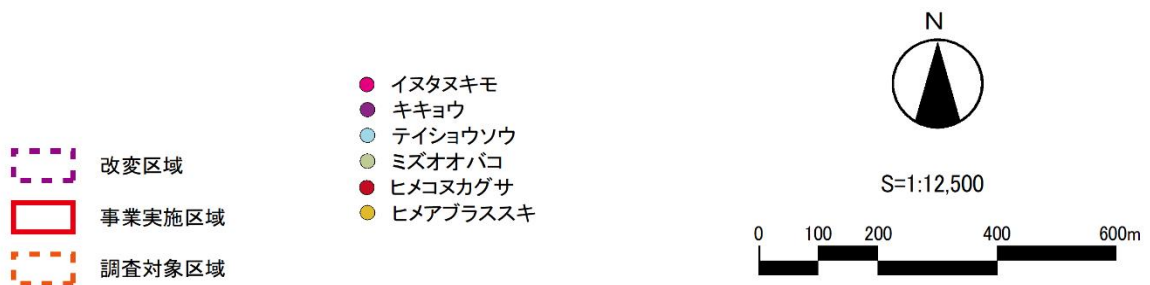 改変区域
事業実施区域
調査対象区域
イヌタヌキモ
キキョウ
テイショウソウ
ミズオオバコ
ヒメコヌカグサ
ヒメアブラススキ
N
S=1:12,500
0 100 200 400 600m